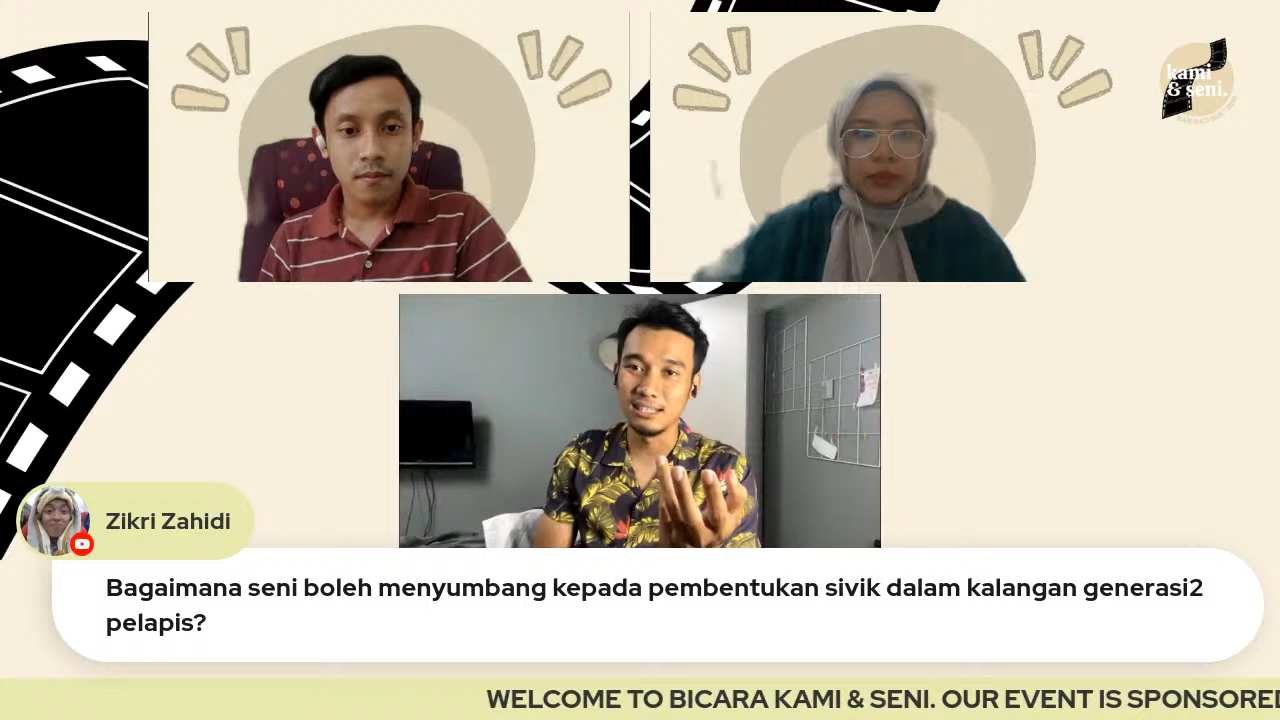 kami
& seni.
Zikri Zahidi
Bagaimana seni boleh menyumbang kepada pembentukan sivik dalam kalangan generasi2
pelapis?
WELCOME TO BICARA KAMI & SENI. OUR EVENT IS SPONSORED